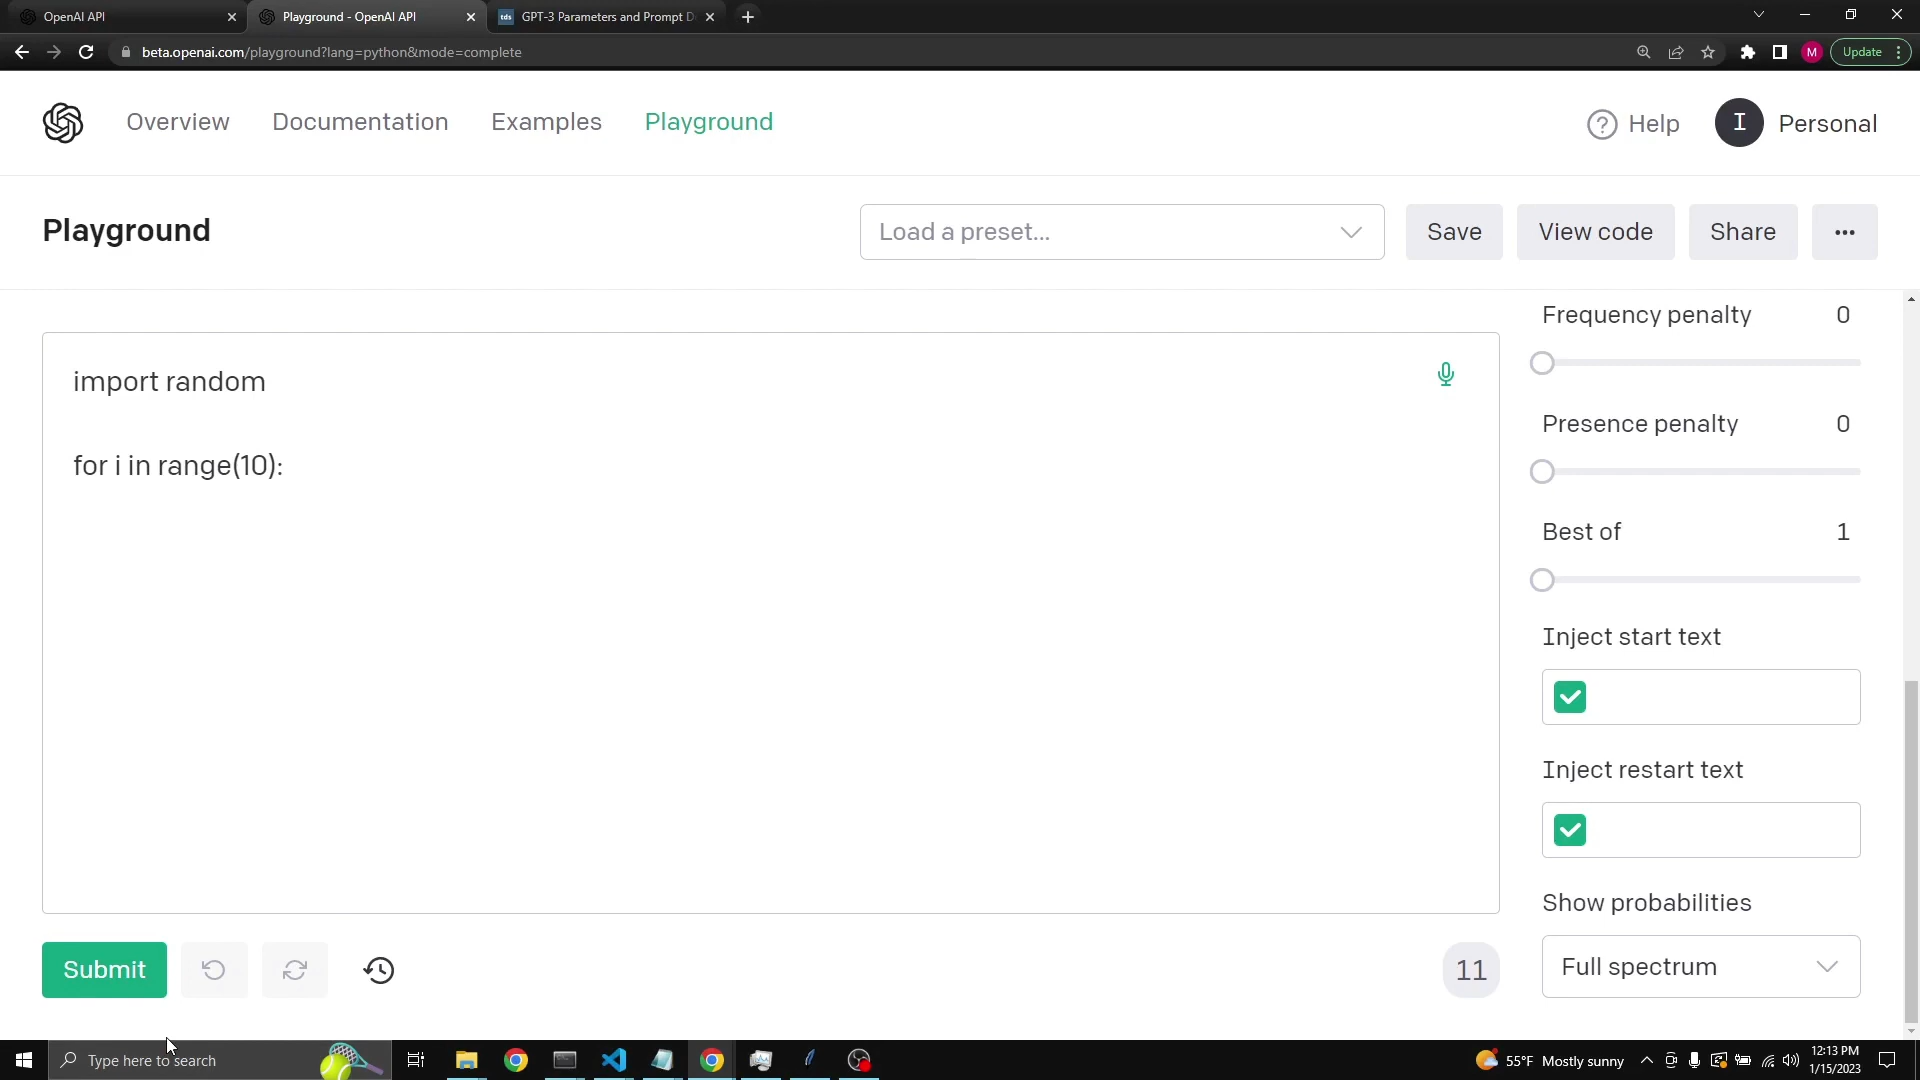 OpenAI API
Playground - OpenAI API
tds GPT-3 Parameters and Prompt D
beta.openai.com/playground?lang=python&mode=complete
M
Update
Overview
Documentation
Examples
Playground
Help
I
Personal
Playground
Load a preset...
Save
View code
Share
Frequency penalty 0
import random
Presence penalty 0
for i in range(10):
Best of 1
Inject start text
Inject restart text
Show probabilities
Full spectrum
Submit
11
Type here to search
55°F Mostly sunny
12:13 PM
1/15/2023